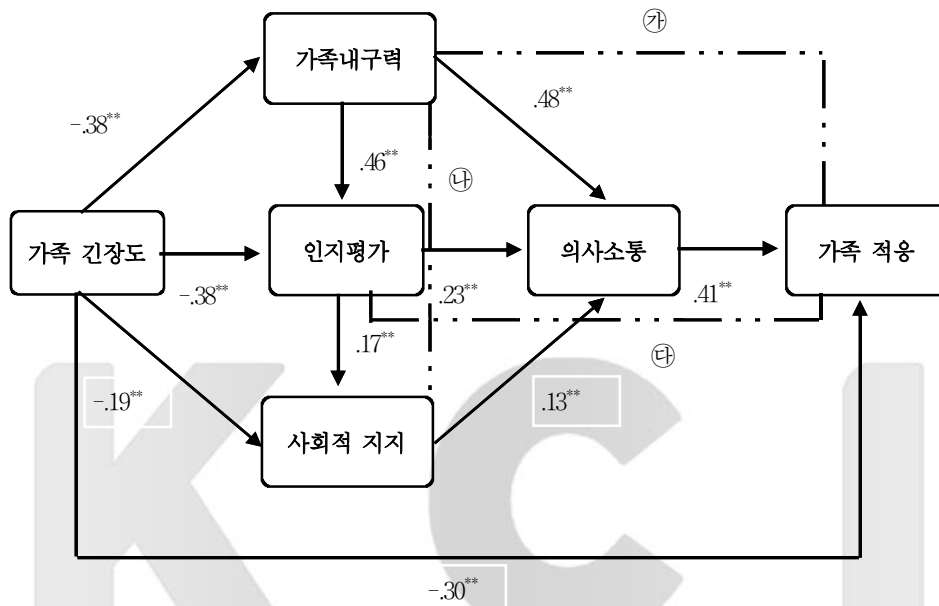 ㉮
가족내구력
-.38**
.48**
.46**
㉯
가족 긴장도
인지평가
의사소통
가족 적응
-.38**
.23**
.41**
.17**
㉰
-.19**
.13**
사회적 지지
-.30**
KCI